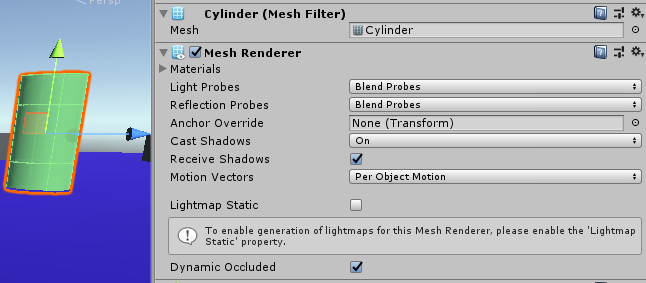 Persp
Cylinder (Mesh Filter)
Mesh Cylinder
Mesh Renderer
Materials
Light Probes Blend Probes
Reflection Probes Blend Probes
Anchor Override None (Transform)
Cast Shadows On
Receive Shadows
Motion Vectors Per Object Motion
Lightmap Static
To enable generation of lightmaps for this Mesh Renderer, please enable the 'Lightmap
Static' property.
Dynamic Occluded